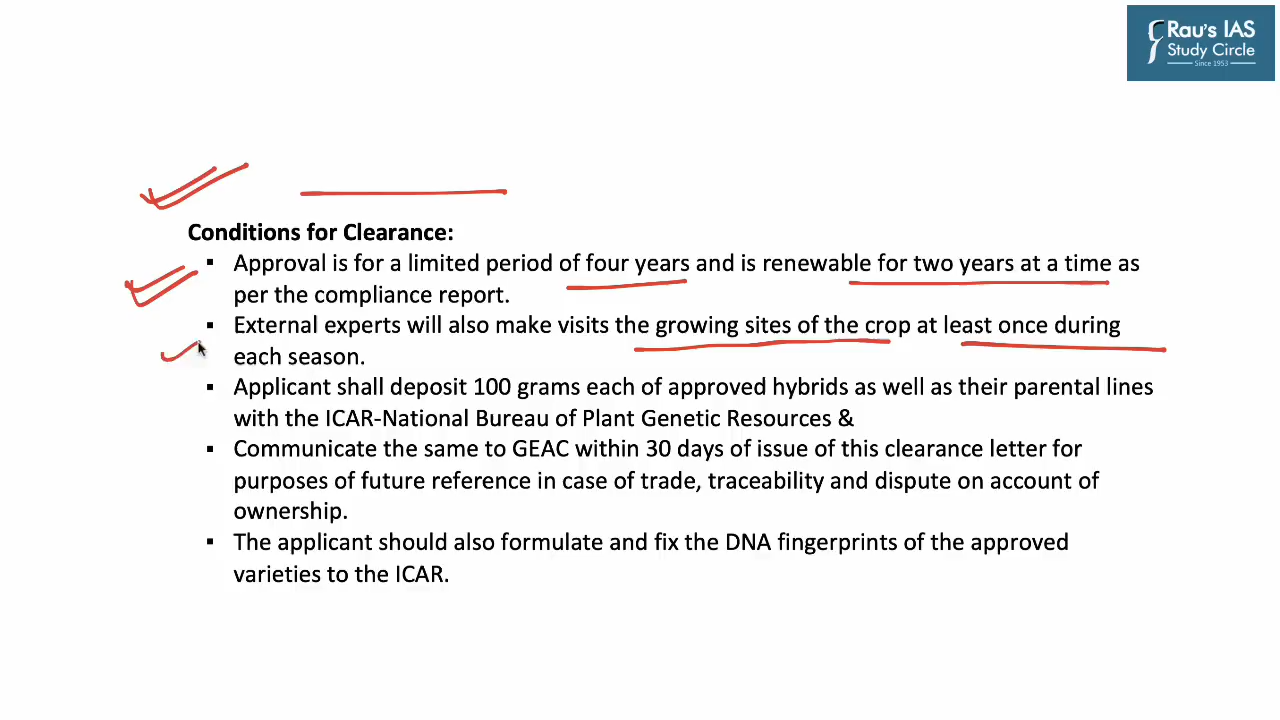 Rau's IAS
Study Circle
Since 1953
Conditions for Clearance:
▪ Approval is for a limited period of four years and is renewable for two years at a time as
per the compliance report.
▪ External experts will also make visits the growing sites of the crop at least once during
each season.
▪ Applicant shall deposit 100 grams each of approved hybrids as well as their parental lines
with the ICAR-National Bureau of Plant Genetic Resources &
▪ Communicate the same to GEAC within 30 days of issue of this clearance letter for
purposes of future reference in case of trade, traceability and dispute on account of
ownership.
▪ The applicant should also formulate and fix the DNA fingerprints of the approved
varieties to the ICAR.